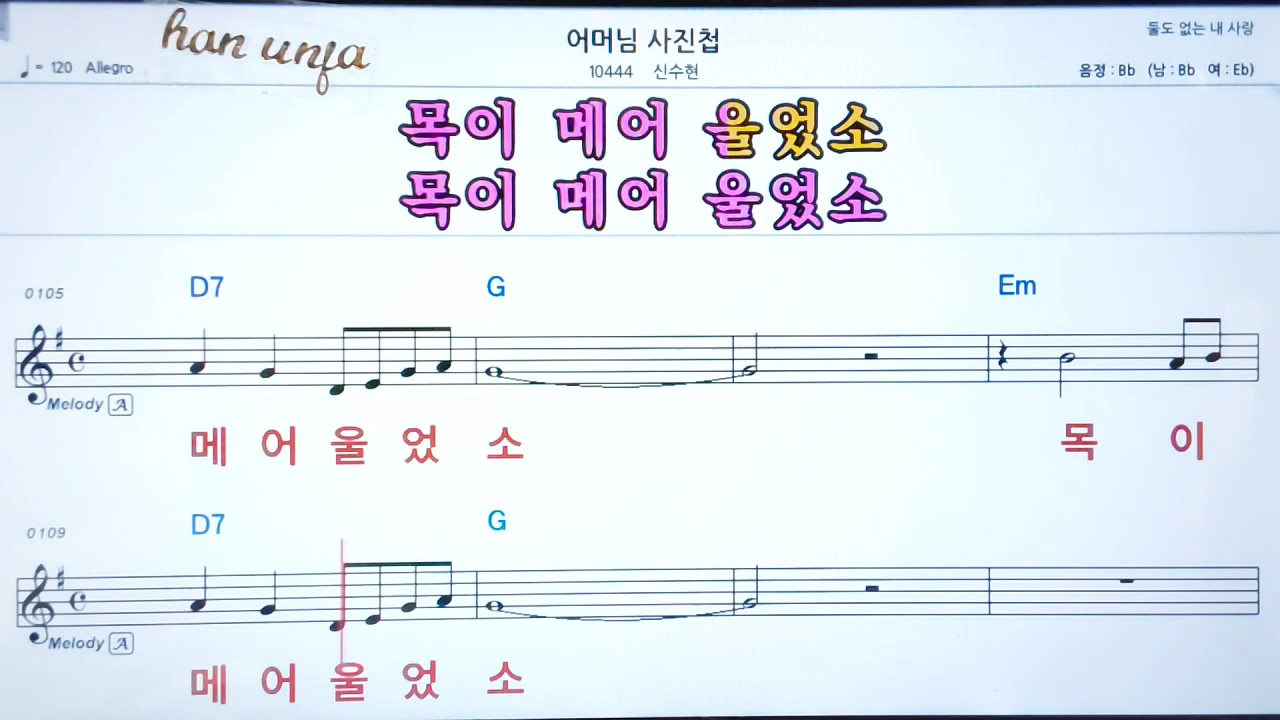 han unfa
어머님 사진첩
둘도 없는 내 사랑
♩= 120 Allegro
10444 신수현
음정 : Bb (남 : Bb 여 : Eb)
목이 메어 울었소
목이 메어 울었소
0105 D7 G Em
Melody A
메 어 울 었 소 목 이
0109 D7 G
Melody A
메 어 울 었 소